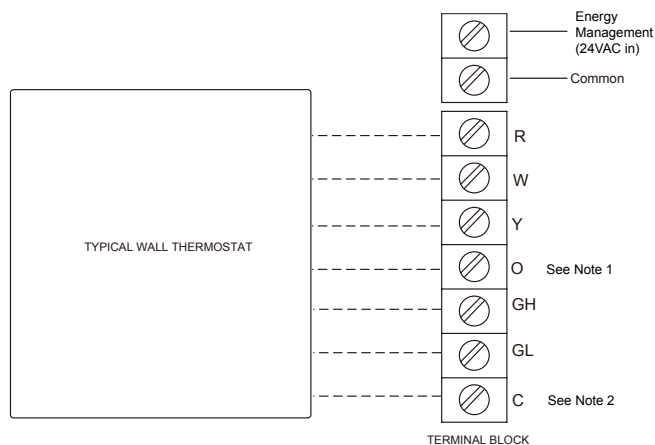 Energy
Management
(24VAC in)
Common
R
W
Y
TYPICAL WALL THERMOSTAT
O See Note 1
GH
GL
C See Note 2
TERMINAL BLOCK